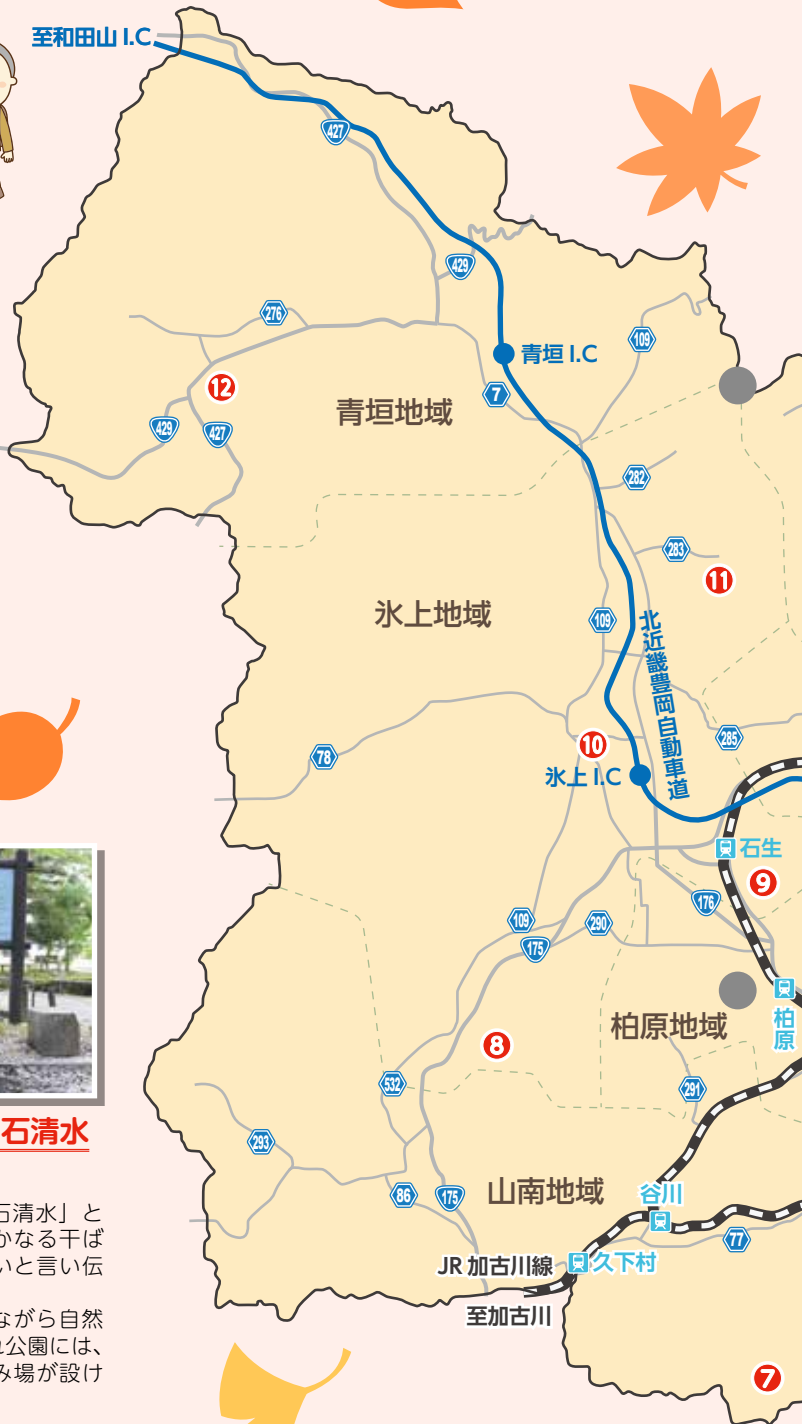 至和田山 I.C
427
429
276
青垣 I.C
109
12
7
青垣地域
429
427
282
283
11
氷上地域
109
北近畿豊岡自動車道
285
10
78
氷上 I.C
石生
9
176
109
290
175
柏原
柏原地域
8
532
291
石清水
293
石清水」と
かなる干ば
いと言い伝
86
175
山南地域
谷川
77
JR 加古川線
久下村
至加古川
ながら自然
れ公園には、
み場が設け
7